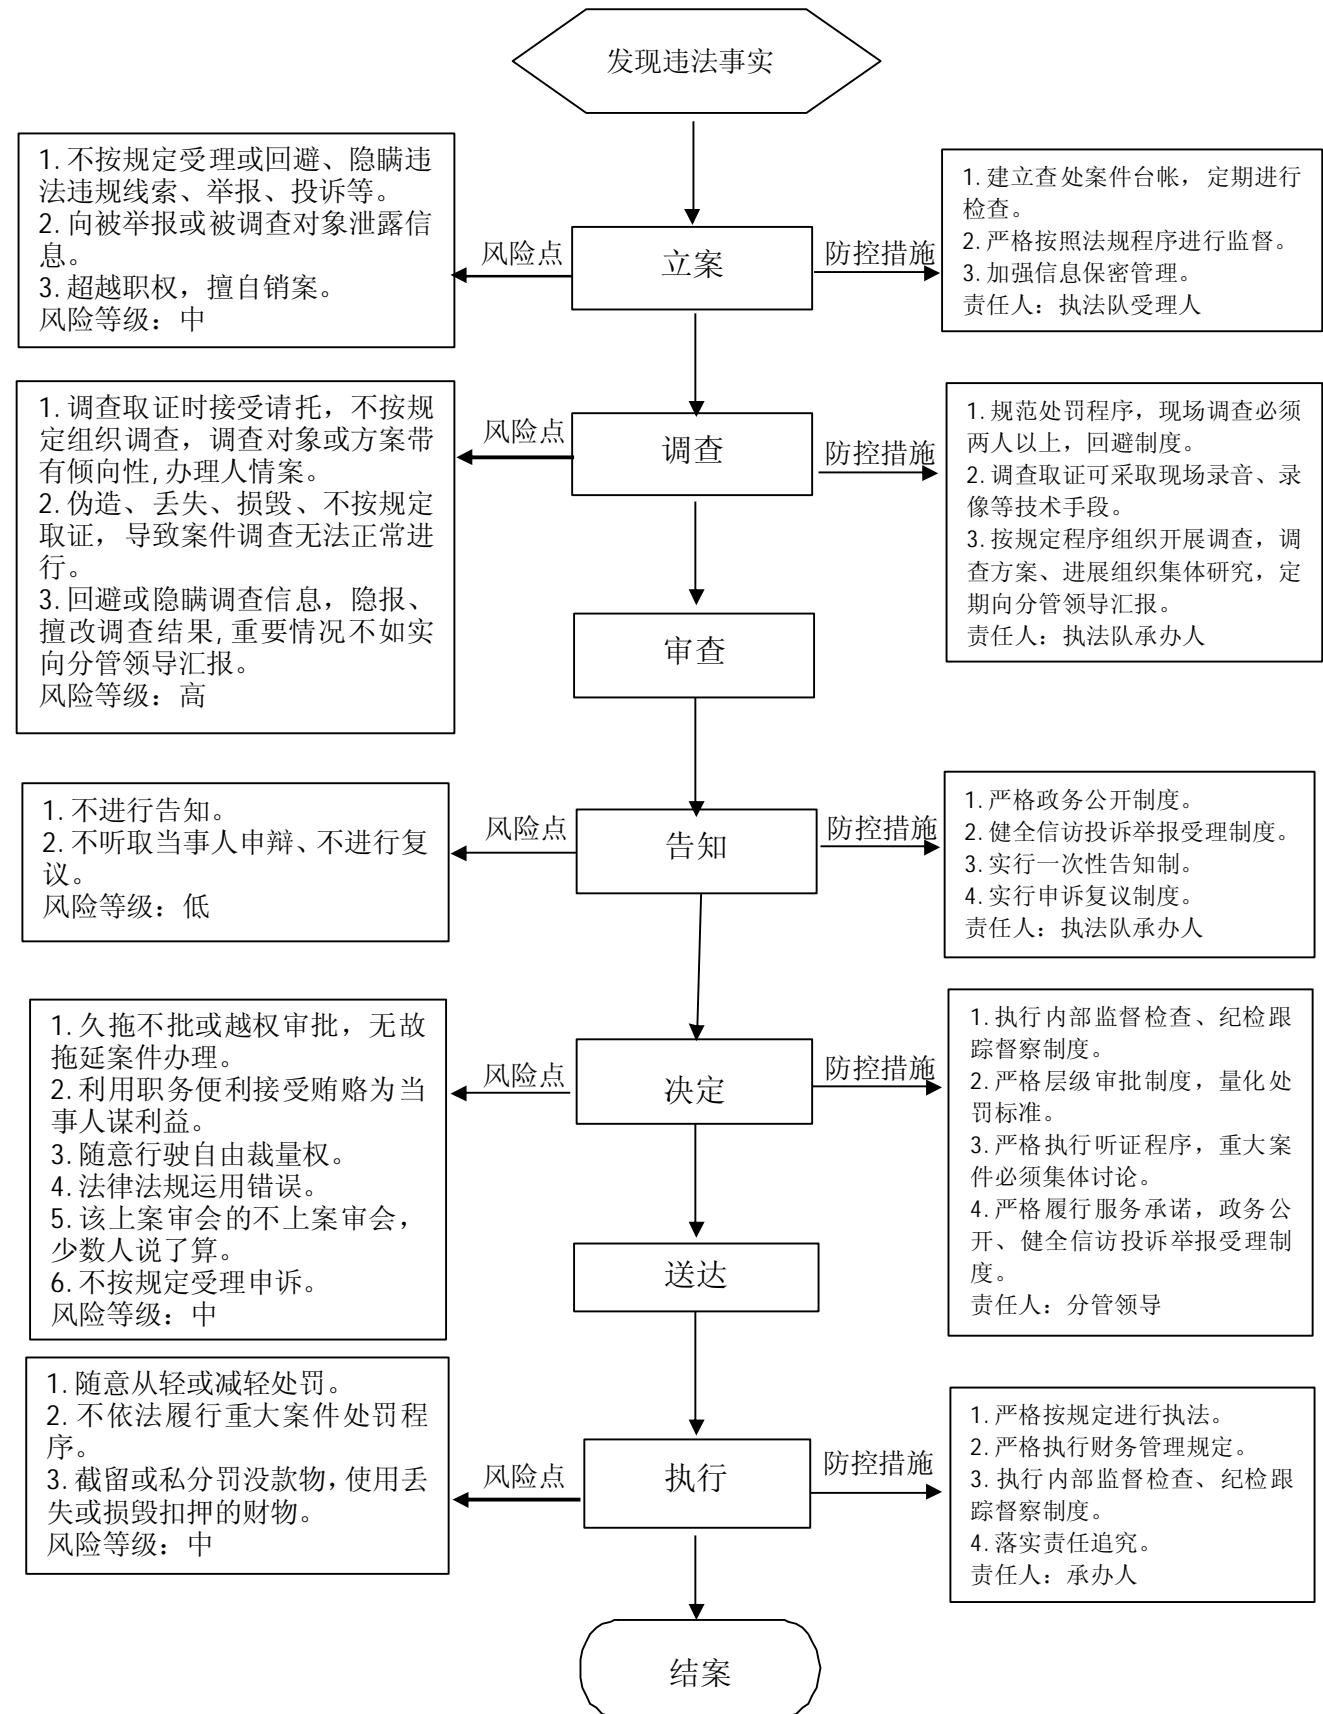 发现违法事实
1.不按规定受理或回避、隐瞒违
法违规线索、举报、投诉等。
2.向被举报或被调查对象泄露信
息。
3.超越职权，擅自销案。
风险等级：中
风险点
立案
防控措施
1.建立查处案件台帐，定期进行
检查。
2.严格按照法规程序进行监督。
3.加强信息保密管理。
责任人：执法队受理人
1.调查取证时接受请托，不按规
定组织调查，调查对象或方案带
有倾向性,办理人情案。
2.伪造、丢失、损毁、不按规定
取证，导致案件调查无法正常进
行。
3.回避或隐瞒调查信息，隐报、
擅改调查结果,重要情况不如实
向分管领导汇报。
风险等级：高
风险点
调查
防控措施
1.规范处罚程序，现场调查必须
两人以上，回避制度。
2.调查取证可采取现场录音、录
像等技术手段。
3.按规定程序组织开展调查，调
查方案、进展组织集体研究，定
期向分管领导汇报。
责任人：执法队承办人
审查
1.不进行告知。
2.不听取当事人申辩、不进行复
议。
风险等级：低
风险点
告知
防控措施
1.严格政务公开制度。
2.健全信访投诉举报受理制度。
3.实行一次性告知制。
4.实行申诉复议制度。
责任人：执法队承办人
1.久拖不批或越权审批，无故
拖延案件办理。
2.利用职务便利接受贿赂为当
事人谋利益。
3.随意行驶自由裁量权。
4.法律法规运用错误。
5.该上案审会的不上案审会，
少数人说了算。
6.不按规定受理申诉。
风险等级：中
风险点
决定
防控措施
1.执行内部监督检查、纪检跟
踪督察制度。
2.严格层级审批制度，量化处
罚标准。
3.严格执行听证程序，重大案
件必须集体讨论。
4.严格履行服务承诺，政务公
开、健全信访投诉举报受理制
度。
责任人：分管领导
送达
1.随意从轻或减轻处罚。
2.不依法履行重大案件处罚程
序。
3.截留或私分罚没款物，使用丢
失或损毁扣押的财物。
风险等级：中
风险点
执行
防控措施
1.严格按规定进行执法。
2.严格执行财务管理规定。
3.执行内部监督检查、纪检跟
踪督察制度。
4.落实责任追究。
责任人：承办人
结案